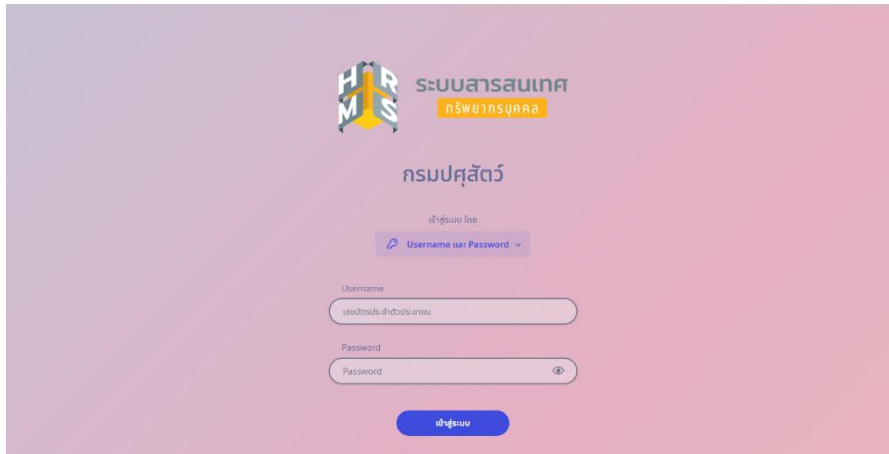 HR
MS
ระบบสารสนเทศ
ทรัพยากรบุคคล
กรมปศุสัตว์
เข้าสู่ระบบ โดย
Username และ Password
Username
เลขบัตรประจำตัวประชาชน
Password
Password
เข้าสู่ระบบ